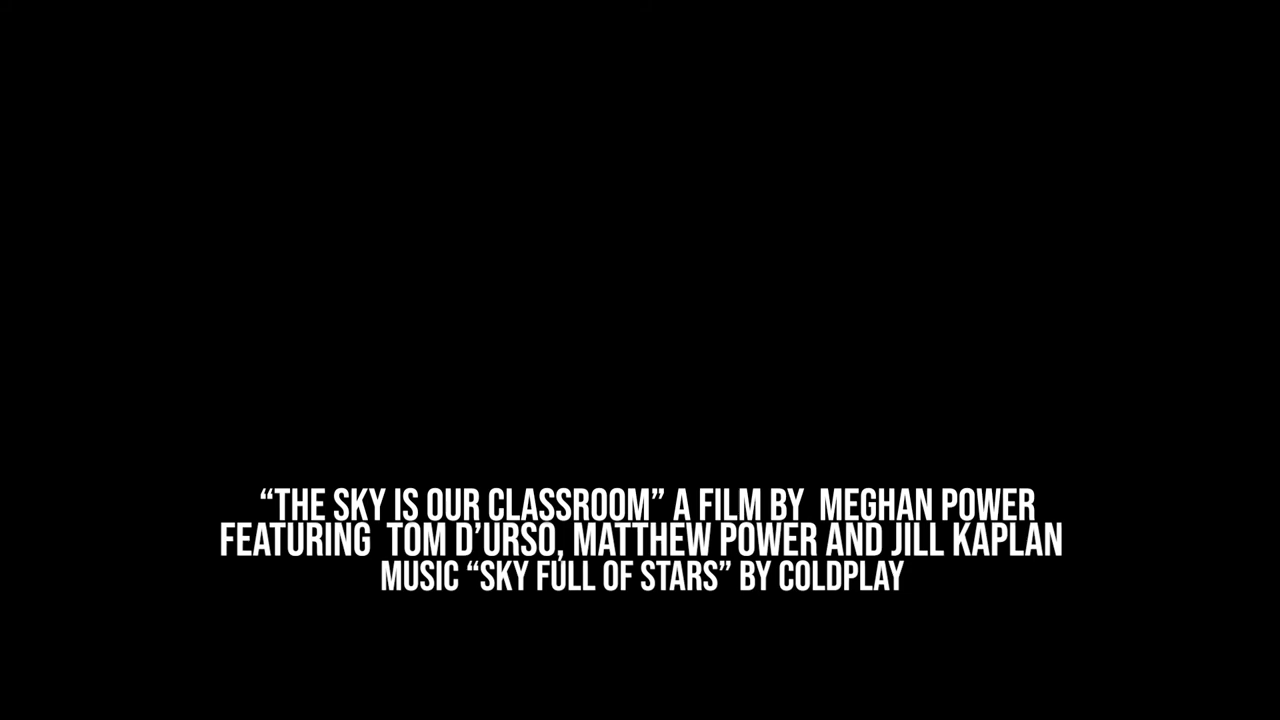 “THE SKY IS OUR CLASSROOM” A FILM BY MEGHAN POWER
FEATURING TOM D’URSO, MATTHEW POWER AND JILL KAPLAN
MUSIC “SKY FULL OF STARS” BY COLDPLAY